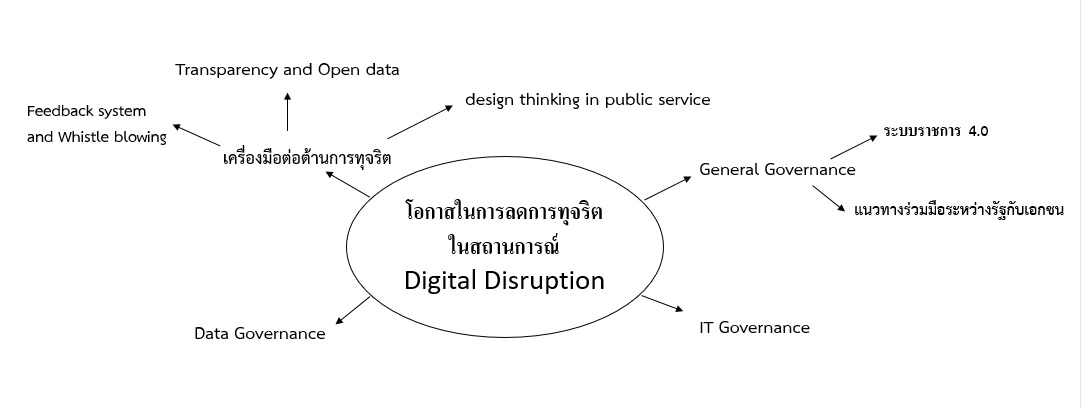 Transparency and Open data
design thinking in public service
Feedback system
and Whistle blowing
เครื่องมือต่อต้านการทุจริต
ระบบราชการ 4.0
General Governance
แนวทางร่วมมือระหว่างรัฐกับเอกชน
โอกาสในการลดการทุจริต
ในสถานการณ์
Digital Disruption
Data Governance
IT Governance